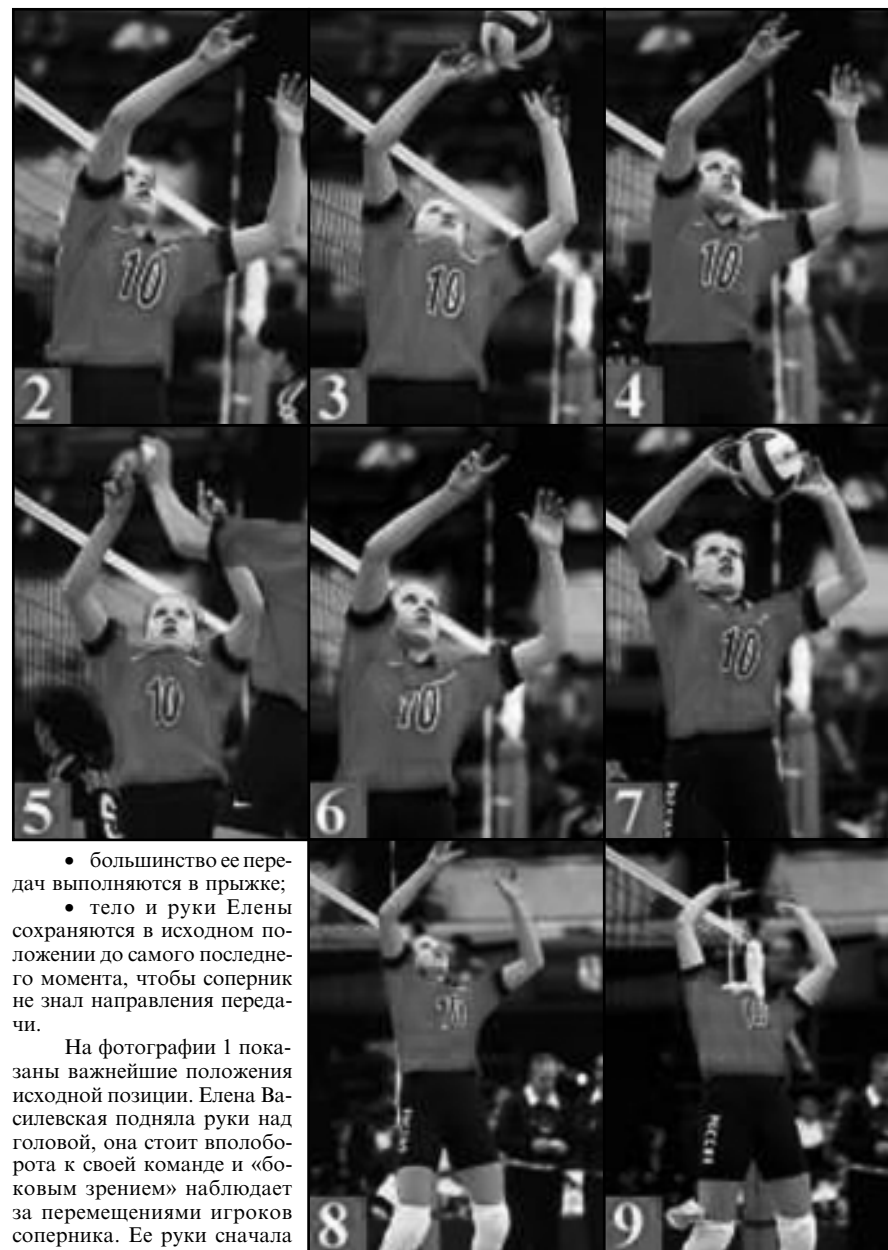 10
2
10
3
10
4
10
5
10
6
10
РОССИЯ
7
• большинство ее пере-
дач выполняются в прыжке;
• тело и руки Елены
сохраняются в исходном по-
ложении до самого последне-
го момента, чтобы соперник
не знал направления переда-
чи.
На фотографии 1 пока-
заны важнейшие положения
исходной позиции. Елена Ва-
силевская подняла руки над
головой, она стоит вполобо-
рота к своей команде и «бо-
ковым зрением» наблюдает
за перемещениями игроков
соперника. Ее руки сначала
8
РОССИЯ
9